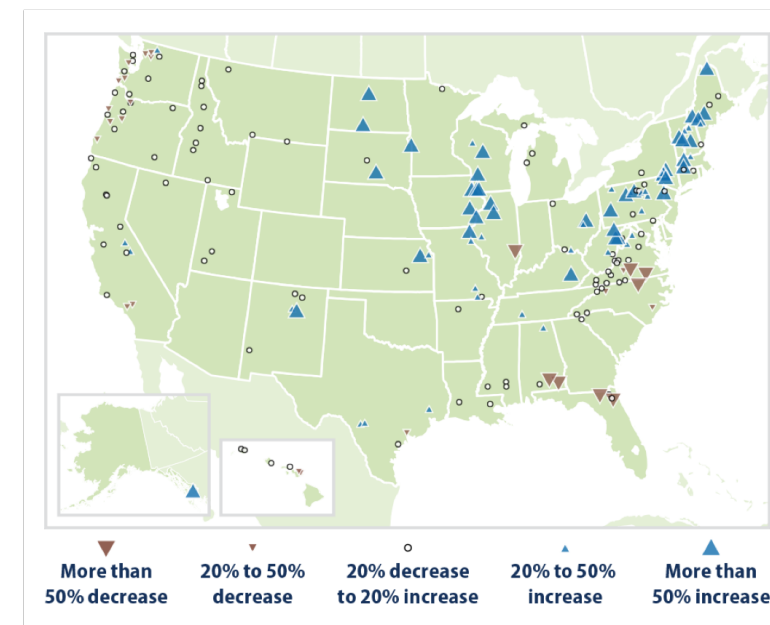 More than
50% decrease
20% to 50%
decrease
20% decrease
to 20% increase
20% to 50%
increase
More than
50% increase